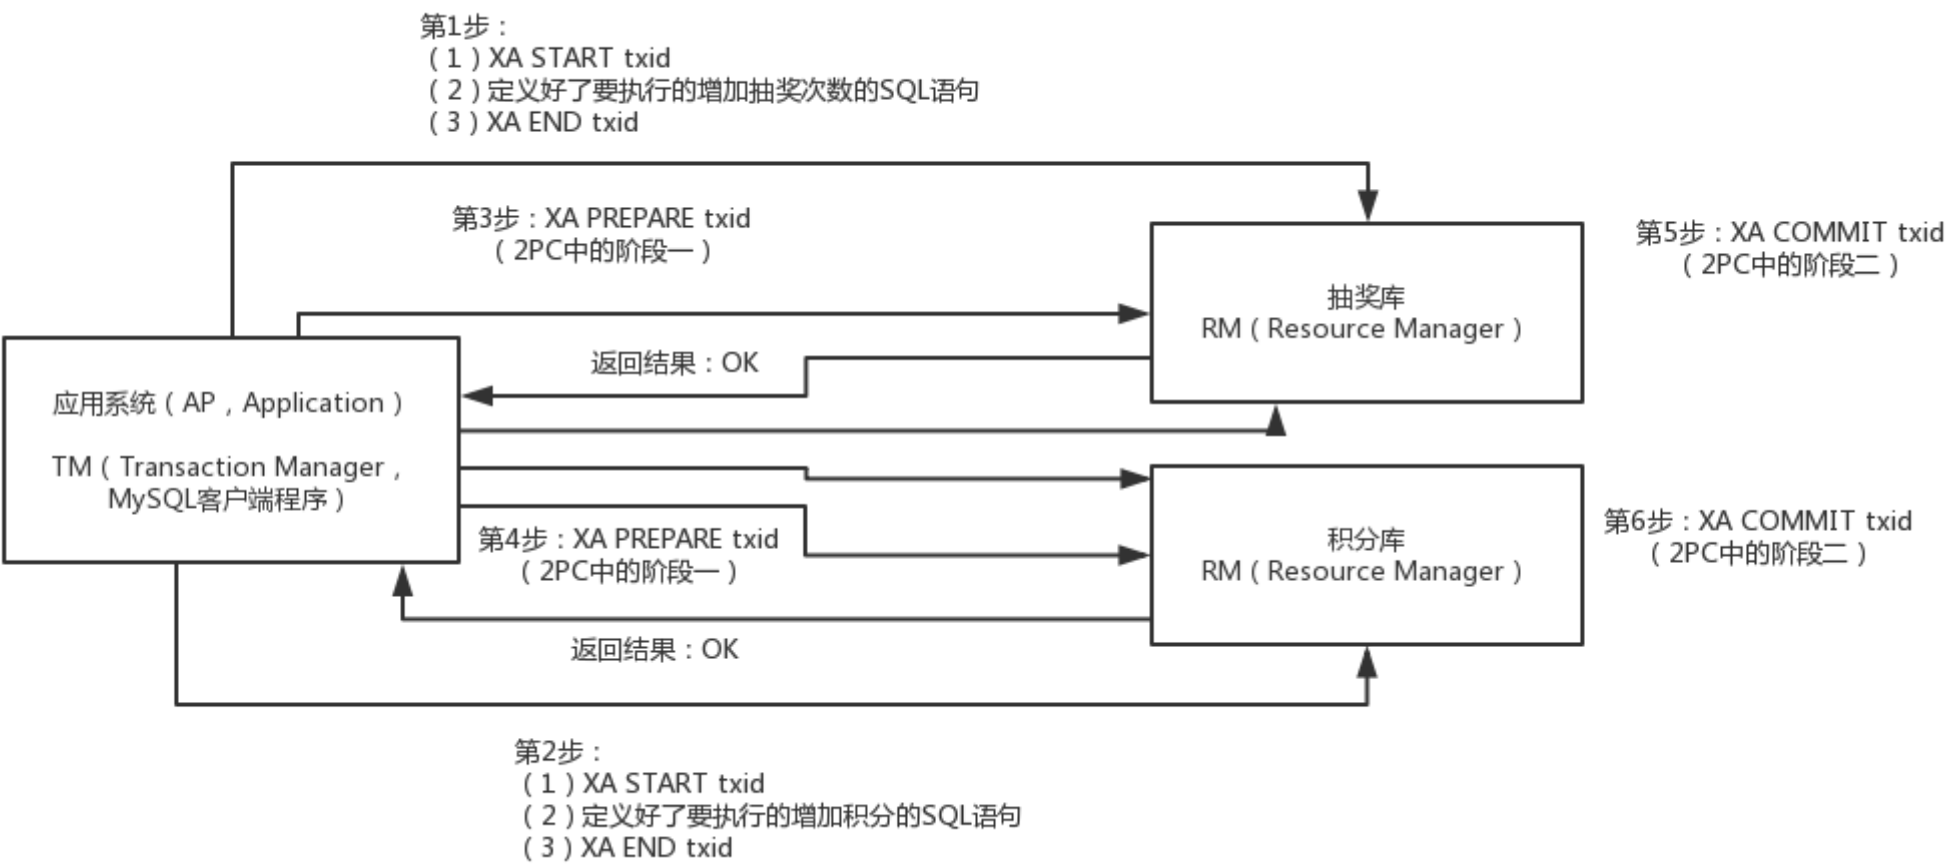 第1步：
（1）XA START txid
（2）定义好了要执行的增加抽奖次数的SQL语句
（3）XA END txid
第3步：XA PREPARE txid
（2PC中的阶段一）
抽奖库
RM（Resource Manager）
第5步：XA COMMIT txid
（2PC中的阶段二）
返回结果：OK
应用系统（AP，Application）
TM（Transaction Manager，
MySQL客户端程序）
第4步：XA PREPARE txid
（2PC中的阶段一）
积分库
RM（Resource Manager）
第6步：XA COMMIT txid
（2PC中的阶段二）
返回结果：OK
第2步：
（1）XA START txid
（2）定义好了要执行的增加积分的SQL语句
（3）XA END txid